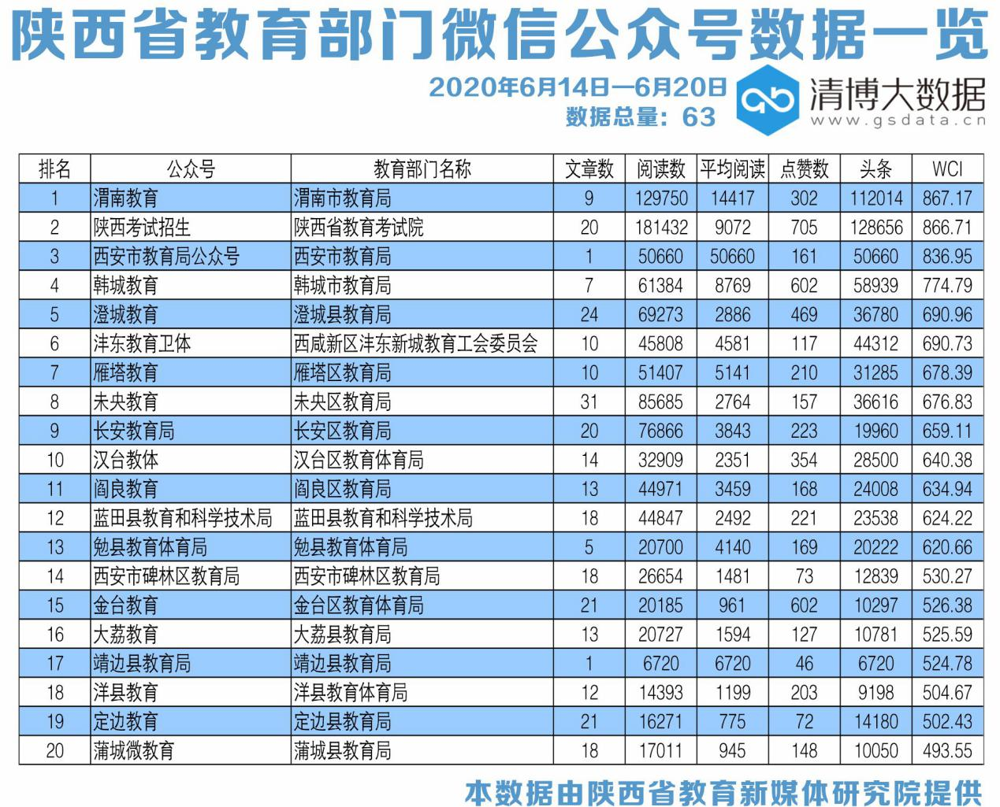 陕西省教育部门微信公众号数据一览
2020年6月14日—6月20日
数据总量：63
清博大数据
www.gsdata.cn
排名 公众号 教育部门名称 文章数 阅读数 平均阅读 点赞数 头条 WCI
1 渭南教育 渭南市教育局 9 129750 14417 302 112014 867.17
2 陕西考试招生 陕西省教育考试院 20 181432 9072 705 128656 866.71
3 西安市教育局公众号 西安市教育局 1 50660 50660 161 50660 836.95
4 韩城教育 韩城市教育局 7 61384 8769 602 58939 774.79
5 澄城教育 澄城县教育局 24 69273 2886 469 36780 690.96
6 沣东教育卫体 西咸新区沣东新城教育工会委员会 10 45808 4581 117 44312 690.73
7 雁塔教育 雁塔区教育局 10 51407 5141 210 31285 678.39
8 未央教育 未央区教育局 31 85685 2764 157 36616 676.83
9 长安教育局 长安区教育局 20 76866 3843 223 19960 659.11
10 汉台教体 汉台区教育体育局 14 32909 2351 354 28500 640.38
11 阎良教育 阎良区教育局 13 44971 3459 168 24008 634.94
12 蓝田县教育和科学技术局 蓝田县教育和科学技术局 18 44847 2492 221 23538 624.22
13 勉县教育体育局 勉县教育体育局 5 20700 4140 169 20222 620.66
14 西安市碑林区教育局 西安市碑林区教育局 18 26654 1481 73 12839 530.27
15 金台教育 金台区教育体育局 21 20185 961 602 10297 526.38
16 大荔教育 大荔县教育局 13 20727 1594 127 10781 525.59
17 靖边县教育局 靖边县教育局 1 6720 6720 46 6720 524.78
18 洋县教育 洋县教育体育局 12 14393 1199 203 9198 504.67
19 定边教育 定边县教育局 21 16271 775 72 14180 502.43
20 蒲城微教育 蒲城县教育局 18 17011 945 148 10050 493.55
本数据由陕西省教育新媒体研究院提供